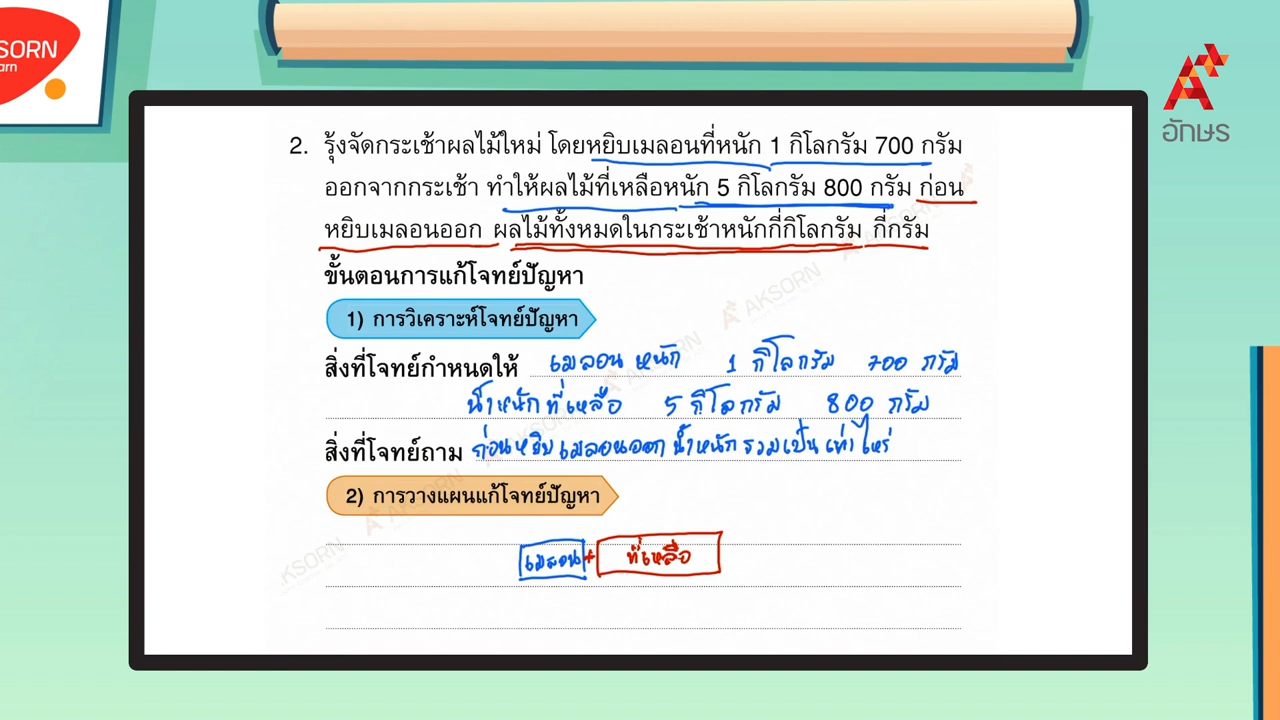 KSORN
arn
อักษร
2. รุ้งจัดกระเช้าผลไม้ใหม่ โดยหยิบเมลอนที่หนัก 1 กิโลกรัม 700 กรัม
ออกจากกระเช้า ทำให้ผลไม้ที่เหลือหนัก 5 กิโลกรัม 800 กรัม ก่อน
หยิบเมลอนออก ผลไม้ทั้งหมดในกระเช้าหนักกี่กิโลกรัม กี่กรัม
ขั้นตอนการแก้โจทย์ปัญหา
1) การวิเคราะห์โจทย์ปัญหา
สิ่งที่โจทย์กำหนดให้ เมลอน หนัก 1 กิโลกรัม 700 กรัม
น้ำหนัก ที่เหลือ 5 กิโลกรัม 800 กรัม
สิ่งที่โจทย์ถาม ก่อนหยิบเมลอนออก น้ำหนัก รวมเป็น เท่าไหร่
2) การวางแผนแก้โจทย์ปัญหา
เมลอน + ที่เหลือ
AKSORN
AKSORN
AKSORN
AKSORN
KSORN